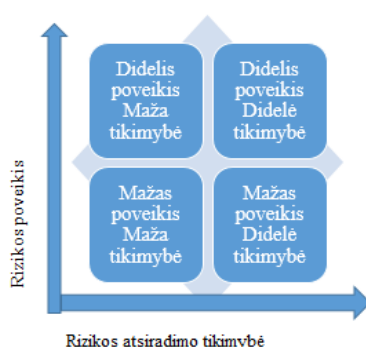 Didelis
poveikis
Maža
tikimybė
Didelis
poveikis
Didelė
tikimybė
Mažas
poveikis
Maža
tikimybė
Mažas
poveikis
Didelė
tikimybė
Rizikos poveikis
Rizikos atsiradimo tikimybė